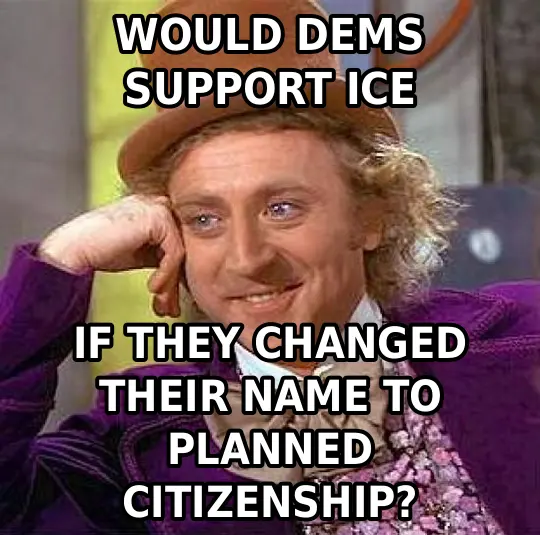 WOULD DEMS
SUPPORT ICE
IF THEY CHANGED
THEIR NAME TO
PLANNED
CITIZENSHIP?